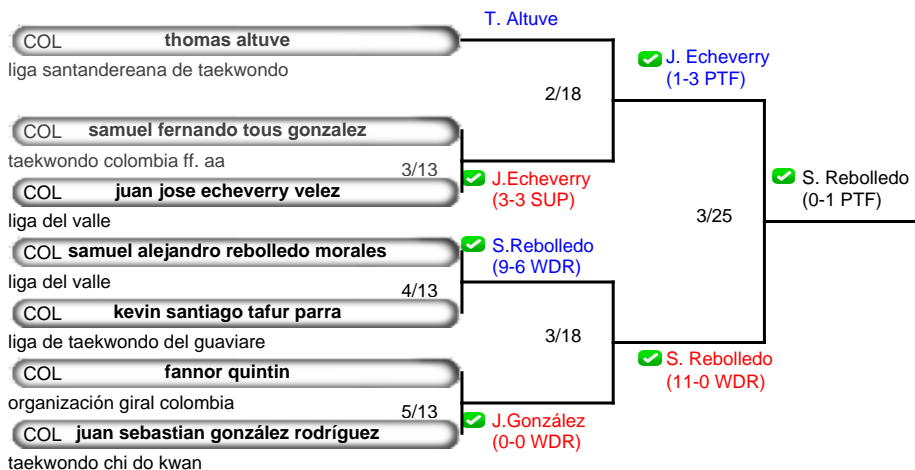 T. Altuve
COL thomas altuve
liga santandereana de taekwondo
J. Echeverry
(1-3 PTF)
2/18
COL samuel fernando tous gonzalez
taekwondo colombia ff. aa
3/13
COL juan jose echeverry velez
J.Echeverry
(3-3 SUP)
liga del valle
S. Rebolledo
(0-1 PTF)
3/25
COL samuel alejandro rebolledo morales
S.Rebolledo
(9-6 WDR)
liga del valle
4/13
COL kevin santiago tafur parra
liga de taekwondo del guaviare
3/18
COL fannor quintin
S. Rebolledo
(11-0 WDR)
organización giral colombia
5/13
COL juan sebastian gonzález rodríguez
J.González
(0-0 WDR)
taekwondo chi do kwan